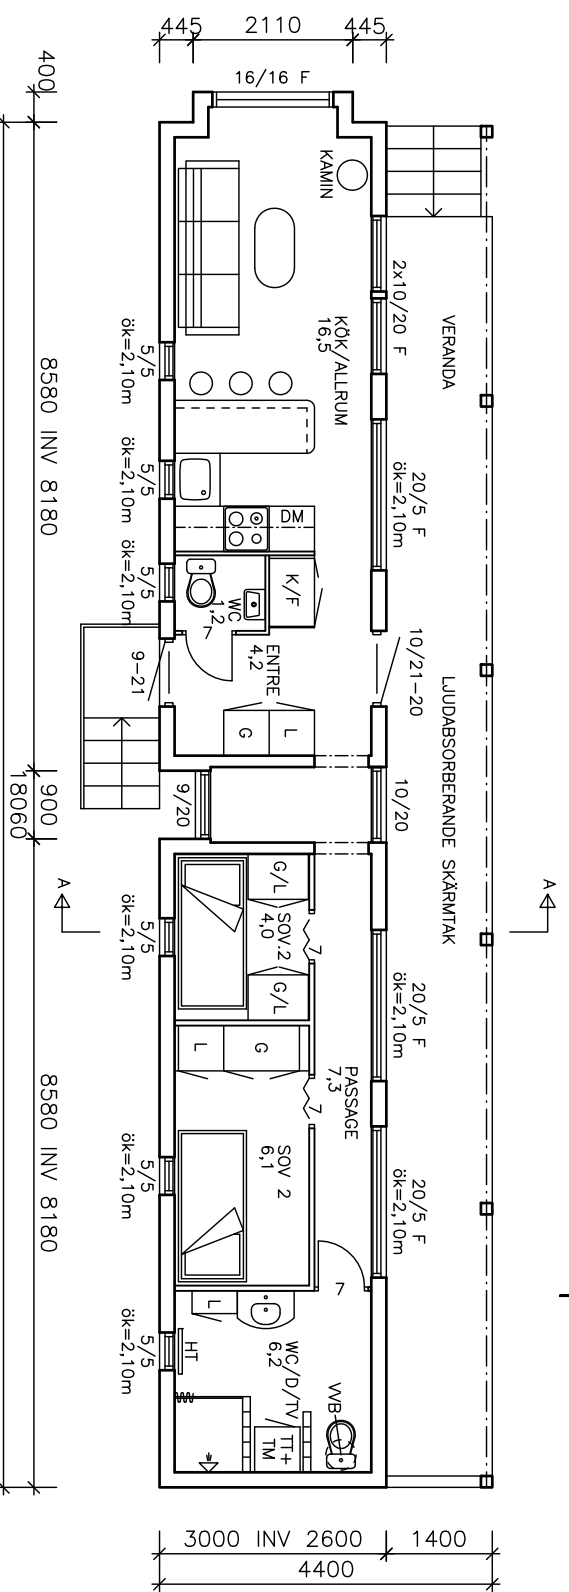 445 2110 445
400
16/16 F
KAMIN
2x10/20 F
VERANDA
KÖK/ALLRUM
16,5
5/5
ök=2,10m
8580 INV 8180
20/5 F
ök=2,10m
5/5
ök=2,10m
DM
5/5
ök=2,10m
K/F
WC
1,2
7
ENTRE
4,2
9-21
10/21-20
LJUDABSORBERANDE SKÄRMTAK
G
L
9/20
10/20
900
18060
A
A
G/L
SOV.2
4,0
7
G/L
5/5
ök=2,10m
20/5 F
ök=2,10m
L
G
7
PASSAGE
7,3
8580 INV 8180
SOV 2
6,1
5/5
ök=2,10m
20/5 F
ök=2,10m
7
L
WC/D/TV
6,2
HT
5/5
ök=2,10m
VVB
TT+
TM
3000 INV 2600 1400
4400